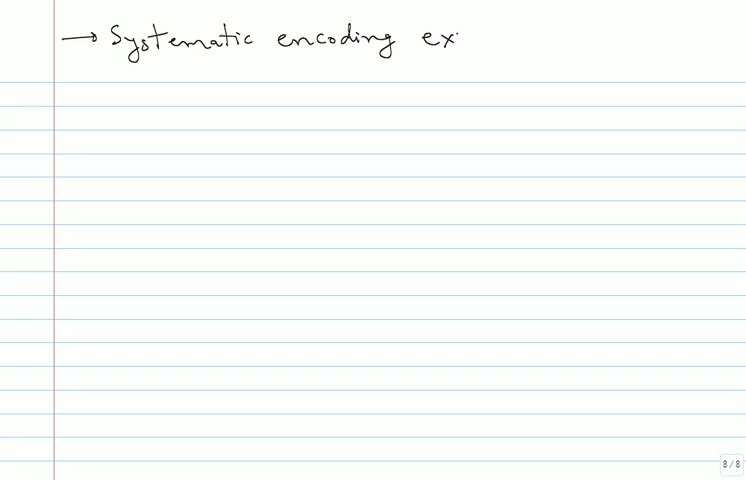 → Systematic encoding ex
8 / 8